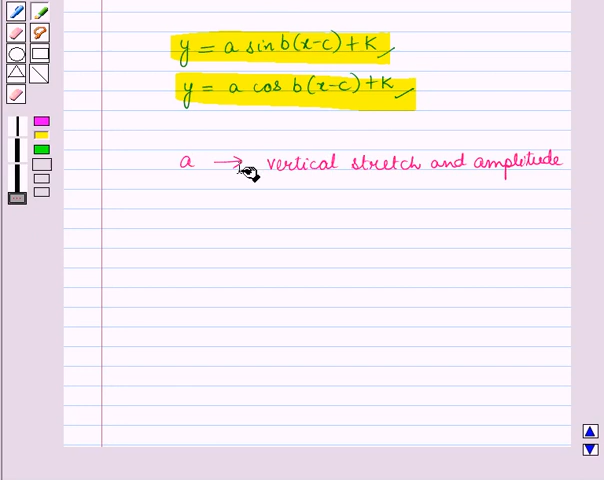 y = a sin b(x-c) + K
y = a cos b(x-c) + K
a → vertical stretch and amplitude